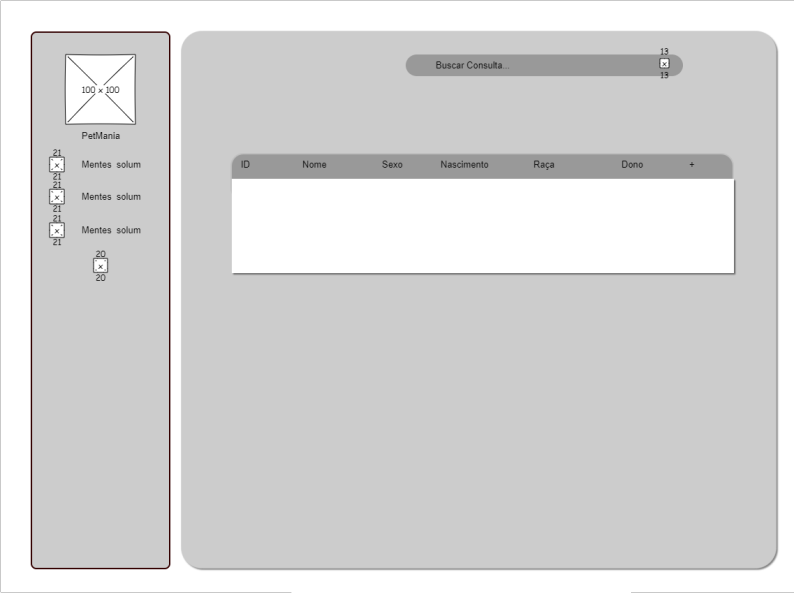 100 × 100
PetMania
21
× Mentes solum
21
21
× Mentes solum
21
21
× Mentes solum
21
20
×
20
13
Buscar Consulta... ×
13
ID Nome Sexo Nascimento Raça Dono +